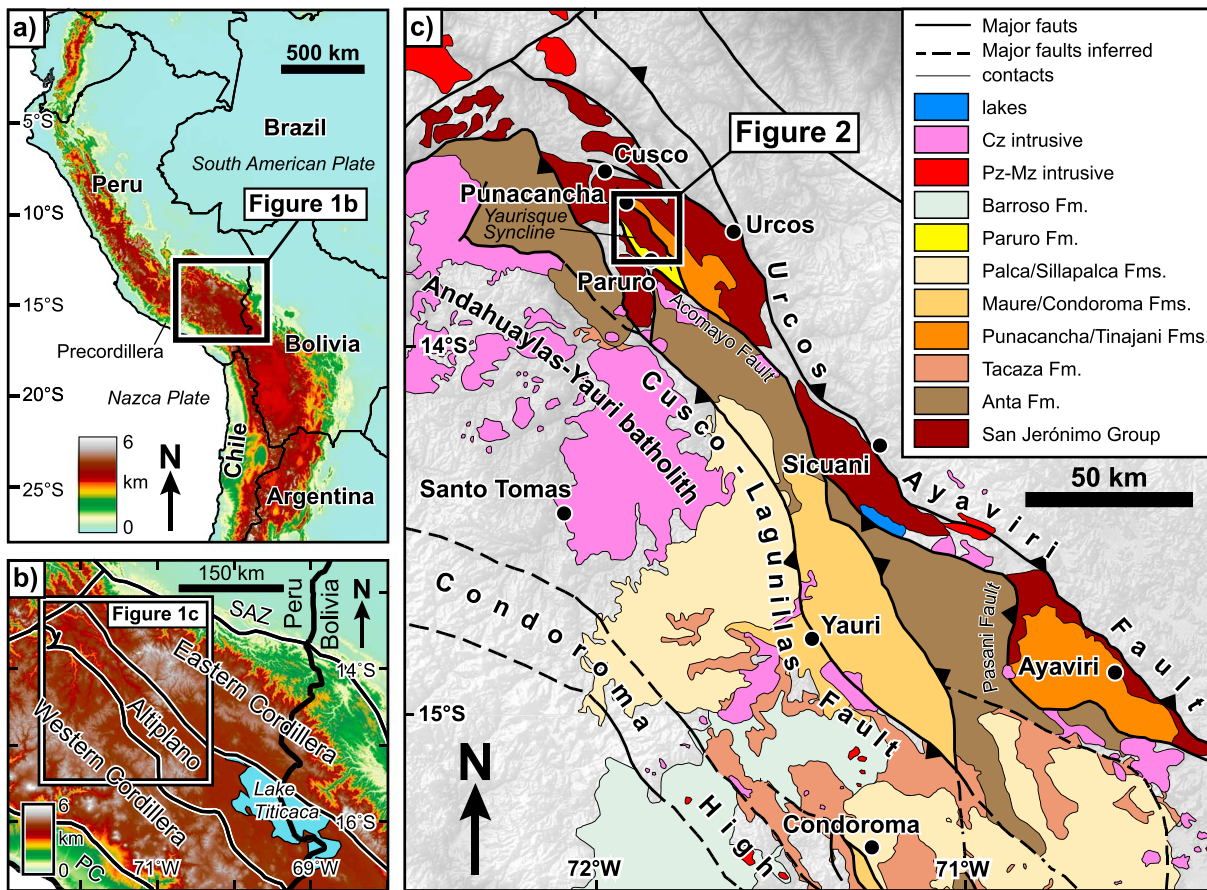 a)
500 km
5°S
Brazil
South American Plate
Peru
Figure 1b
10°S
15°S
Precordillera
Bolivia
20°S
Nazca Plate
6
km
0
N
Chile
25°S
Argentina
b)
150 km
Peru
Bolivia
N
SAZ
Figure 1c
14°S
Eastern Cordillera
Altiplano
Western Cordillera
Lake
Titicaca
6
km
0
16°S
PC
71°W
69°W
c)
Figure 2
Cusco
Punacancha
Yaurisque
Syncline
Urcos
Paruro
Acomayo Fault
Urcos - Ayaviri Fault
14°S
Andahuaylas-Yauri batholith
Cusco - Lagunillas Fault
Sicuani
Santo Tomas
50 km
Condoroma High
Yauri
Pasani Fault
Ayaviri
15°S
N
Condoroma
72°W
71°W
Major fauts
Major faults inferred
contacts
lakes
Cz intrusive
Pz-Mz intrusive
Barroso Fm.
Paruro Fm.
Palca/Sillapalca Fms.
Maure/Condoroma Fms.
Punacancha/Tinajani Fms.
Tacaza Fm.
Anta Fm.
San Jerónimo Group